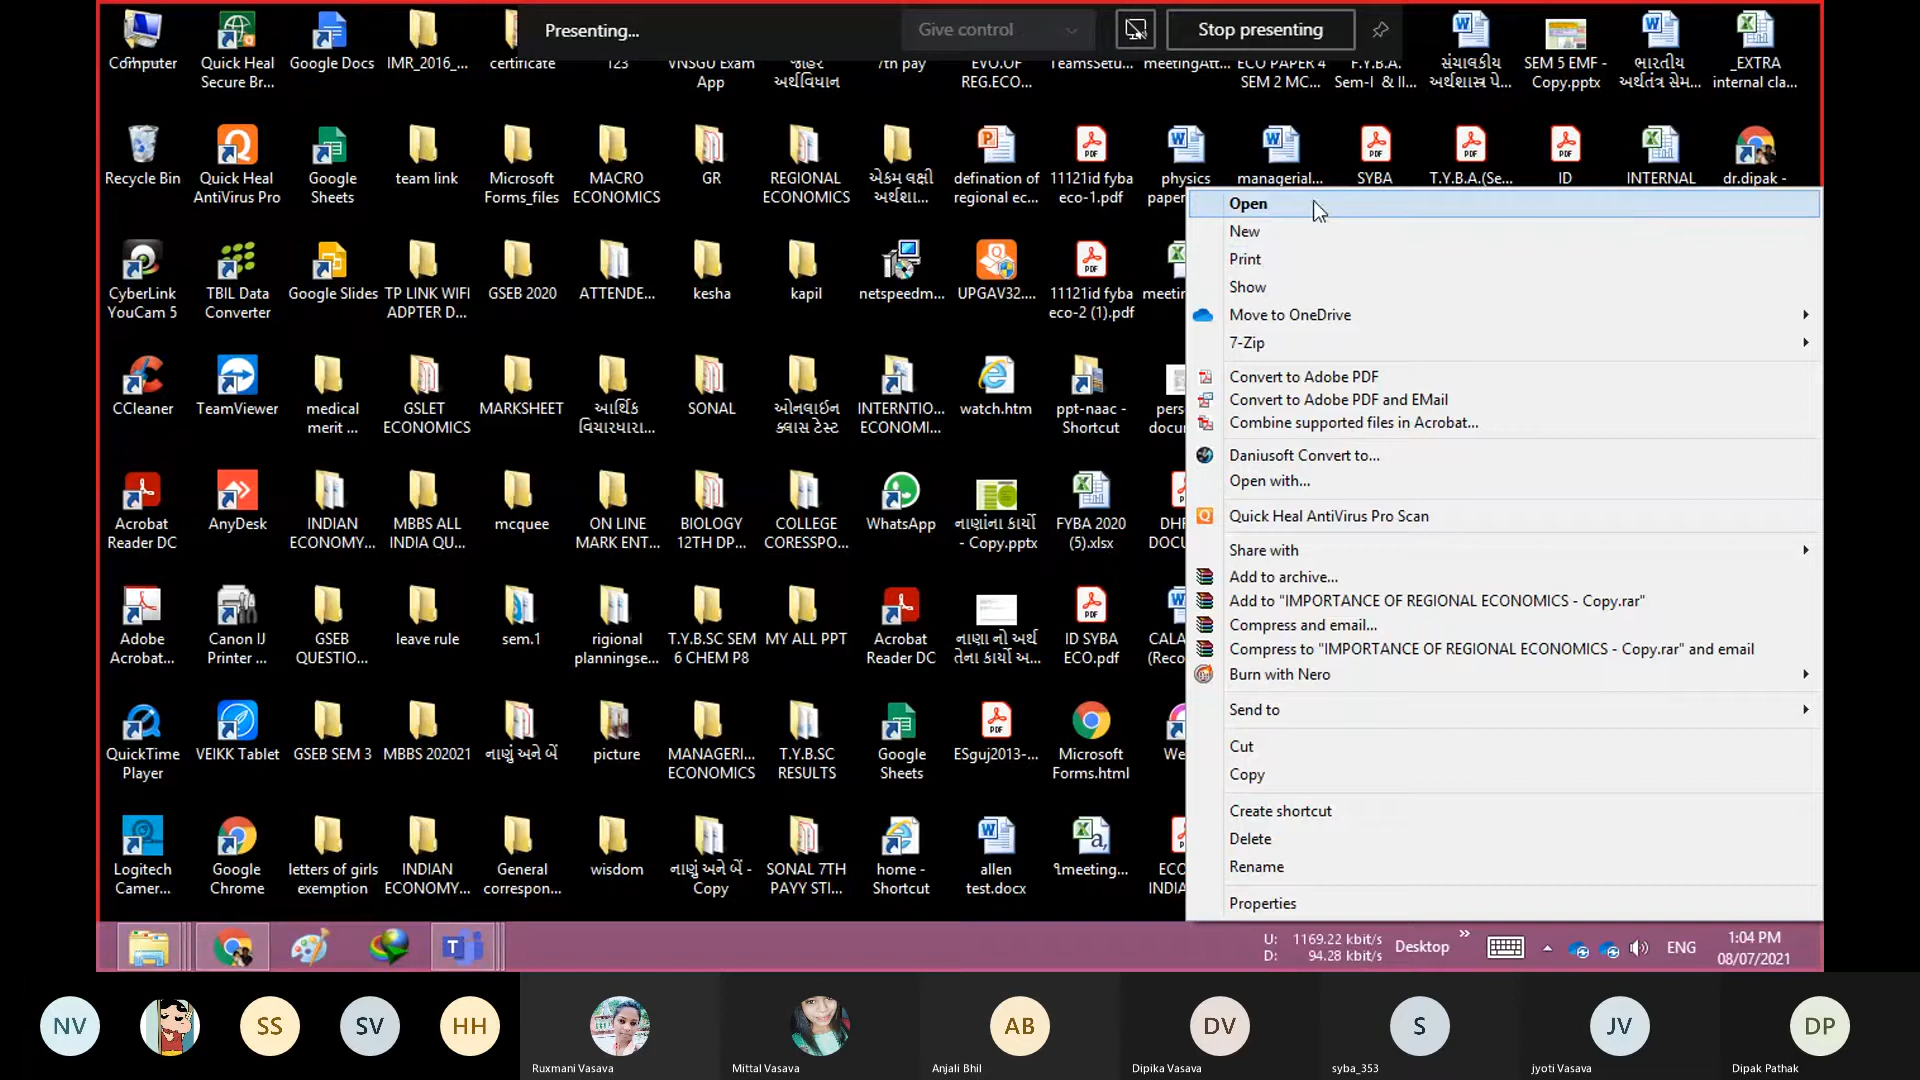 Presenting...
Give control
Stop presenting
Computer
Quick Heal
Secure Br...
Google Docs
IMR_2016_...
certificate
123
VNSGU Exam
App
જાહેર
અર્થવિધાન
7th pay
EVO.OF
REG.ECO...
TeamsSetu...
meetingAtt...
ECO PAPER 4
SEM 2 MC...
F.Y.B.A.
Sem-I & II...
સંચાલકીય
અર્થશાસ્ત્ર પે...
SEM 5 EMF -
Copy.pptx
ભારતીય
અર્થતંત્ર સેમ...
_EXTRA
internal cla...
Recycle Bin
Quick Heal
AntiVirus Pro
Google
Sheets
team link
Microsoft
Forms_files
MACRO
ECONOMICS
GR
REGIONAL
ECONOMICS
એકમ લક્ષી
અર્થશા...
defination of
regional ec...
11121id fyba
eco-1.pdf
physics
paper
managerial...
SYBA
T.Y.B.A.(Se...
ID
INTERNAL
dr.dipak -
CyberLink
YouCam 5
TBIL Data
Converter
Google Slides
TP LINK WIFI
ADPTER D...
GSEB 2020
ATTENDE...
kesha
kapil
netspeedm...
UPGAV32....
11121id fyba
eco-2 (1).pdf
meetin
CCleaner
TeamViewer
medical
merit ...
GSLET
ECONOMICS
MARKSHEET
આર્થિક
વિચારધારા...
SONAL
ઓનલાઈન
ક્લાસ ટેસ્ટ
INTERNTIO...
ECONOMI...
watch.htm
ppt-naac -
Shortcut
pers
docu
Acrobat
Reader DC
AnyDesk
INDIAN
ECONOMY...
MBBS ALL
INDIA QU...
mcquee
ON LINE
MARK ENT...
BIOLOGY
12TH DP...
COLLEGE
CORESSPO...
WhatsApp
નાણાંના કાર્યો
- Copy.pptx
FYBA 2020
(5).xlsx
DHF
DOCU
Adobe
Acrobat...
Canon IJ
Printer ...
GSEB
QUESTIO...
leave rule
sem.1
rigional
planningse...
T.Y.B.SC SEM
6 CHEM P8
MY ALL PPT
Acrobat
Reader DC
નાણા નો અર્થ
તેના કાર્યો અ...
ID SYBA
ECO.pdf
CALA
(Reco
QuickTime
Player
VEIKK Tablet
GSEB SEM 3
MBBS 202021
નાણું અને બેં
picture
MANAGERI...
ECONOMICS
T.Y.B.SC
RESULTS
Google
Sheets
ESguj2013-...
Microsoft
Forms.html
We
Logitech
Camer...
Google
Chrome
letters of girls
exemption
INDIAN
ECONOMY...
General
correspon...
wisdom
નાણું અને બેં -
Copy
SONAL 7TH
PAYY STI...
home -
Shortcut
allen
test.docx
૧meeting...
ECO
INDIA
Open
New
Print
Show
Move to OneDrive
7-Zip
Convert to Adobe PDF
Convert to Adobe PDF and EMail
Combine supported files in Acrobat...
Daniusoft Convert to...
Open with...
Quick Heal AntiVirus Pro Scan
Share with
Add to archive...
Add to "IMPORTANCE OF REGIONAL ECONOMICS - Copy.rar"
Compress and email...
Compress to "IMPORTANCE OF REGIONAL ECONOMICS - Copy.rar" and email
Burn with Nero
Send to
Cut
Copy
Create shortcut
Delete
Rename
Properties
U: 1169.22 kbit/s
D: 94.28 kbit/s
Desktop
ENG
1:04 PM
08/07/2021
NV
SS
SV
HH
AB
DV
S
JV
DP
Ruxmani Vasava
Mittal Vasava
Anjali Bhil
Dipika Vasava
syba_353
jyoti Vasava
Dipak Pathak